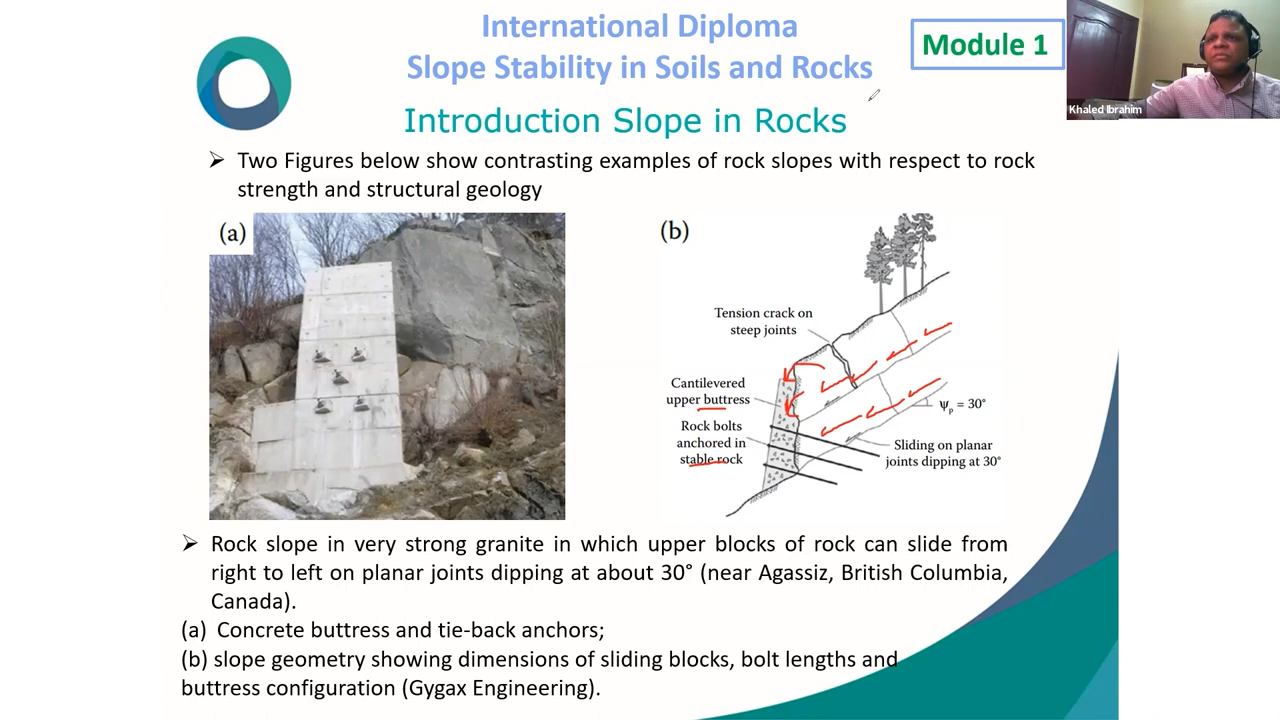 International Diploma
Slope Stability in Soils and Rocks
Module 1
Khaled Ibrahim
Introduction Slope in Rocks
➢ Two Figures below show contrasting examples of rock slopes with respect to rock
strength and structural geology
(a)
(b)
Tension crack on
steep joints
Cantilevered
upper buttress
Rock bolts
anchored in
stable rock
Ψp = 30°
Sliding on planar
joints dipping at 30°
➢ Rock slope in very strong granite in which upper blocks of rock can slide from
right to left on planar joints dipping at about 30° (near Agassiz, British Columbia,
Canada).
(a) Concrete buttress and tie-back anchors;
(b) slope geometry showing dimensions of sliding blocks, bolt lengths and
buttress configuration (Gygax Engineering).